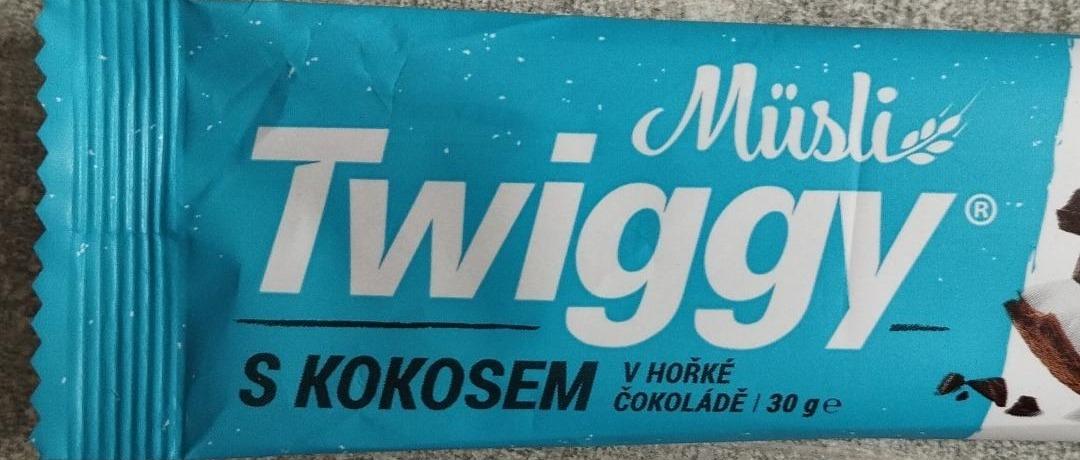 Müsli
Twiggy®
S KOKOSEM
V HOŘKÉ
ČOKOLÁDĚ | 30 g ℮